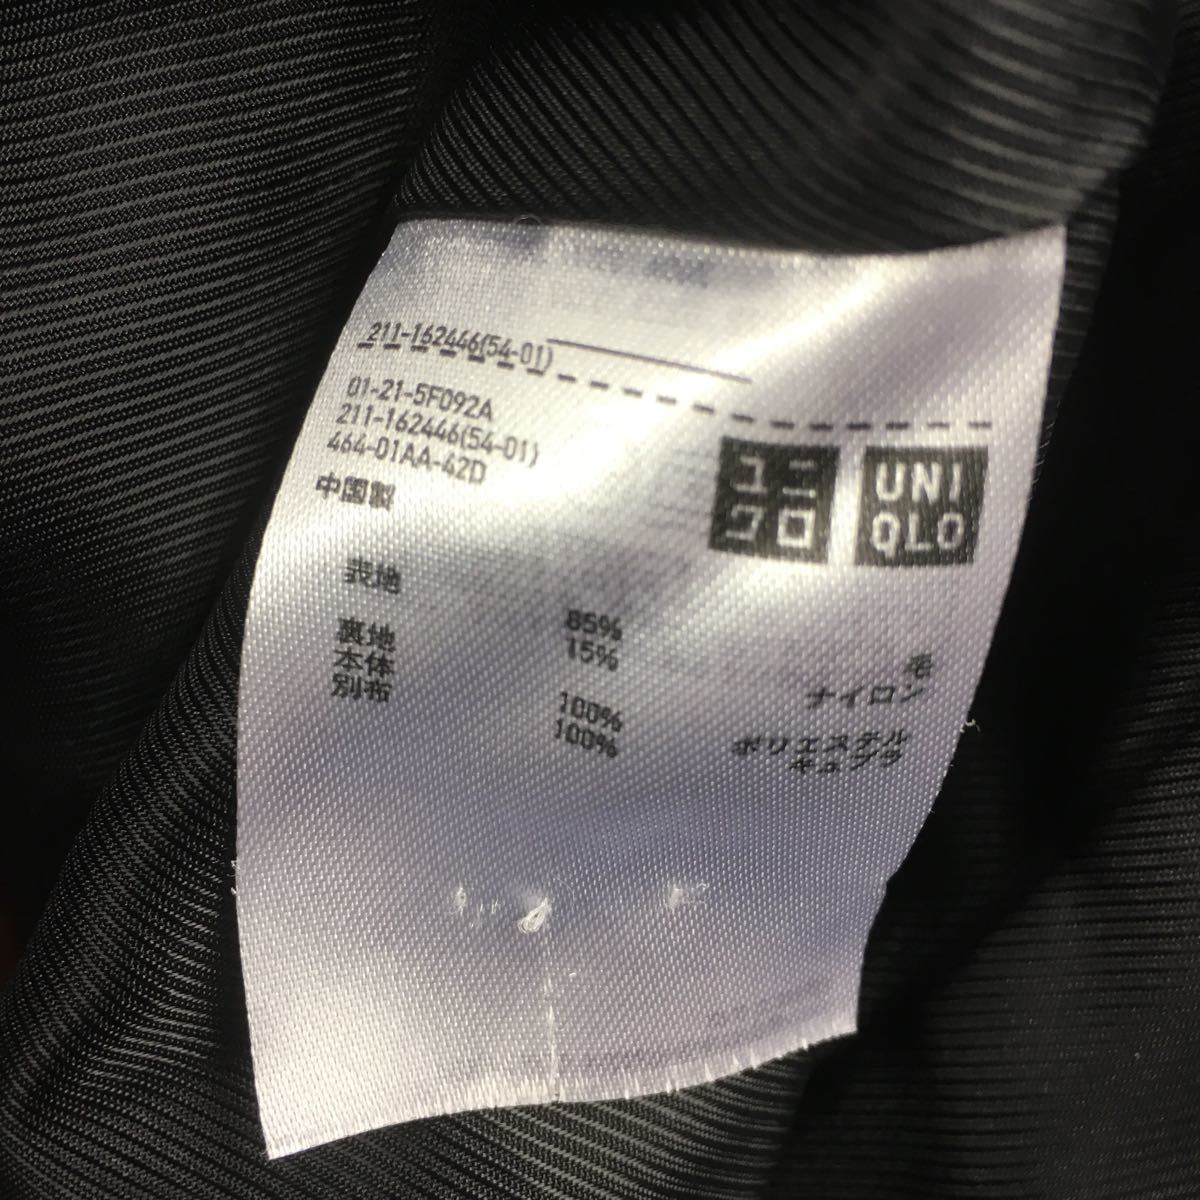 211-162446(54-01)
01-21-5F092A
211-162446(54-01)
464-01AA-42D
中国製
ユニ
クロ
UNI
QLO
表地 85% 毛
15% ナイロン
裏地
本体 100% ポリエステル
別布 100% キュプラ